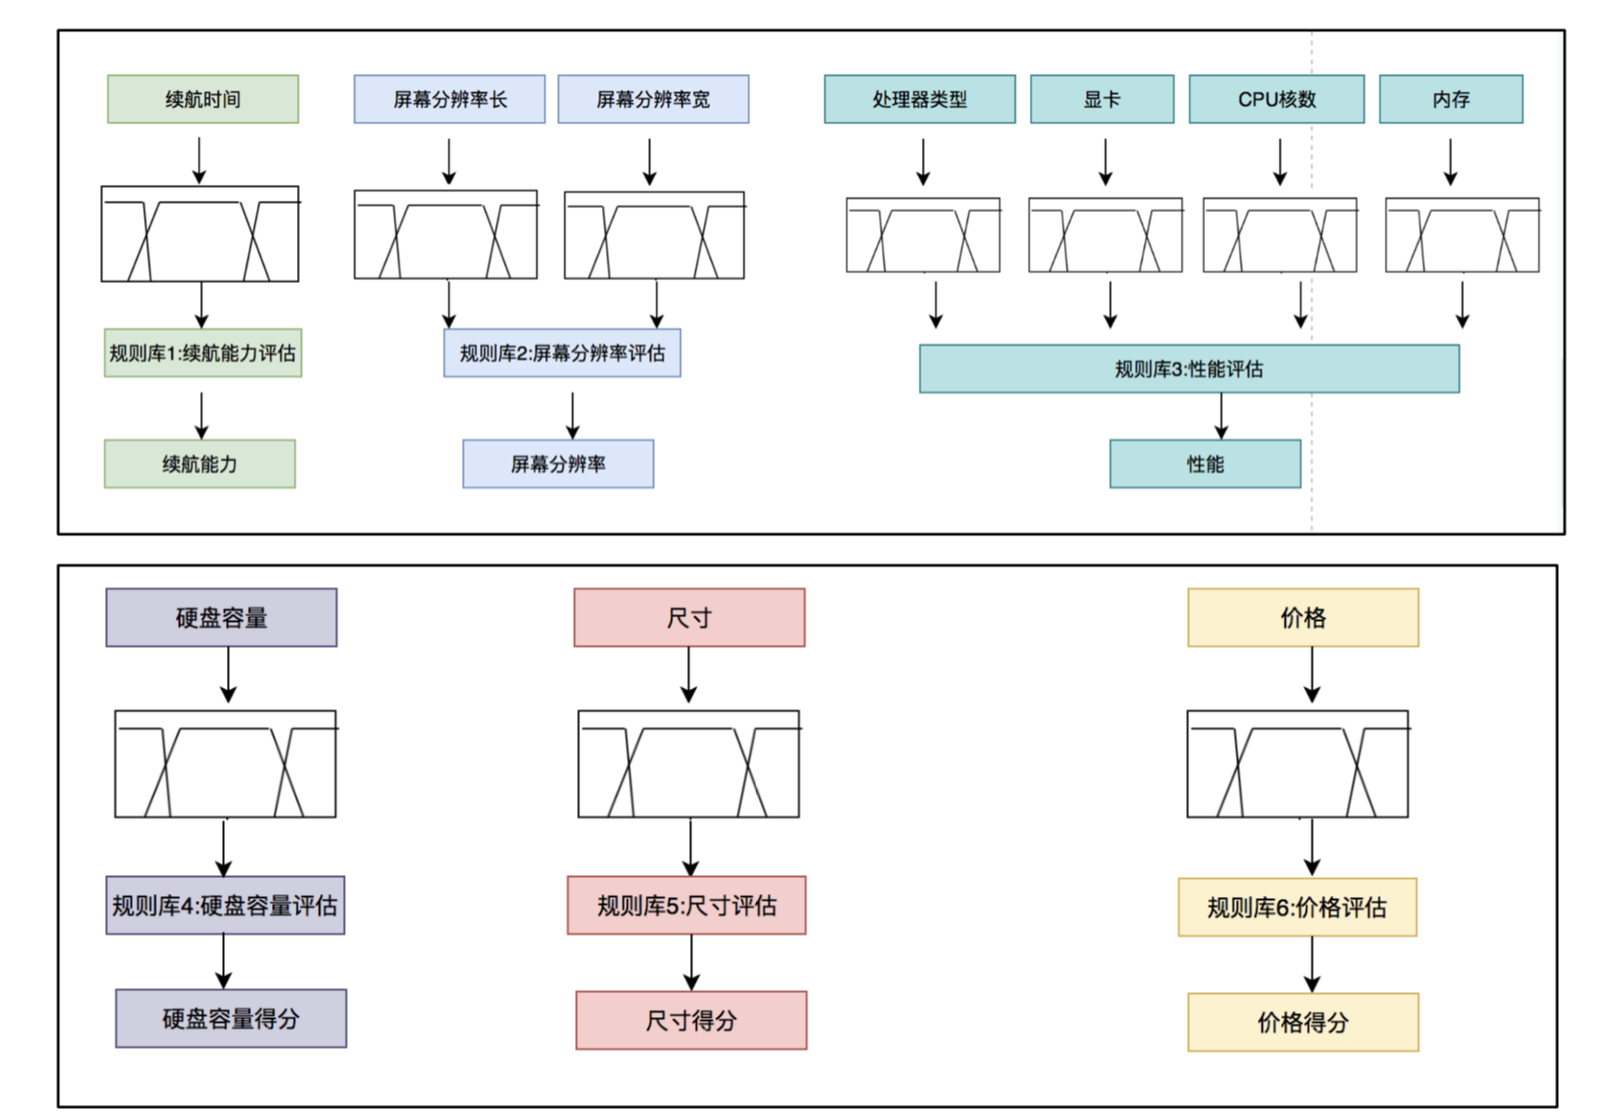 续航时间
屏幕分辨率长
屏幕分辨率宽
处理器类型
显卡
CPU核数
内存
规则库1:续航能力评估
规则库2:屏幕分辨率评估
规则库3:性能评估
续航能力
屏幕分辨率
性能
硬盘容量
尺寸
价格
规则库4:硬盘容量评估
规则库5:尺寸评估
规则库6:价格评估
硬盘容量得分
尺寸得分
价格得分